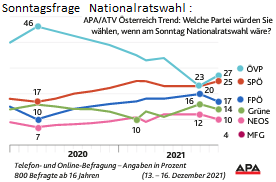 Sonntagsfrage Nationalratswahl :
APA/ATV Österreich Trend: Welche Partei würden Sie
wählen, wenn am Sonntag Nationalratswahl wäre?
46
17
10
7
10
23
20
16
12
27
25
17
14
10
4
ÖVP
SPÖ
FPÖ
Grüne
NEOS
MFG
2020
2021
Telefon- und Online-Befragung – Angaben in Prozent
800 Befragte ab 16 Jahren
(13. – 16. Dezember 2021)
APA